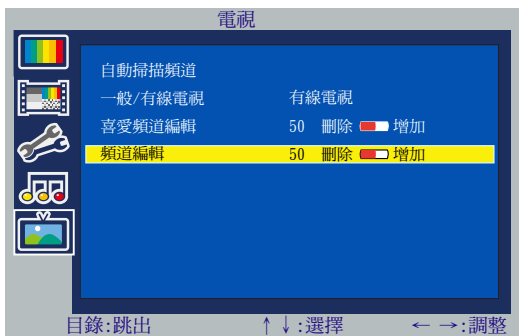 電視
自動掃描頻道
一般/有線電視 有線電視
喜愛頻道編輯 50 刪除 增加
頻道編輯 50 刪除 增加
目錄:跳出 ↑↓:選擇 ← →:調整